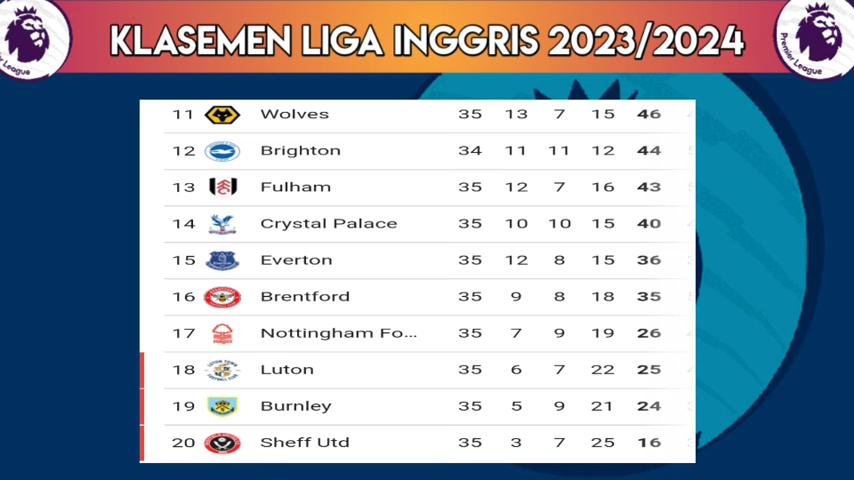 KLASEMEN LIGA INGGRIS 2023/2024
Premier League
11 Wolves 35 13 7 15 46
12 Brighton 34 11 11 12 44
13 Fulham 35 12 7 16 43
14 Crystal Palace 35 10 10 15 40
15 Everton 35 12 8 15 36
16 Brentford 35 9 8 18 35
17 Nottingham Fo... 35 7 9 19 26
18 Luton 35 6 7 22 25
19 Burnley 35 5 9 21 24
20 Sheff Utd 35 3 7 25 16